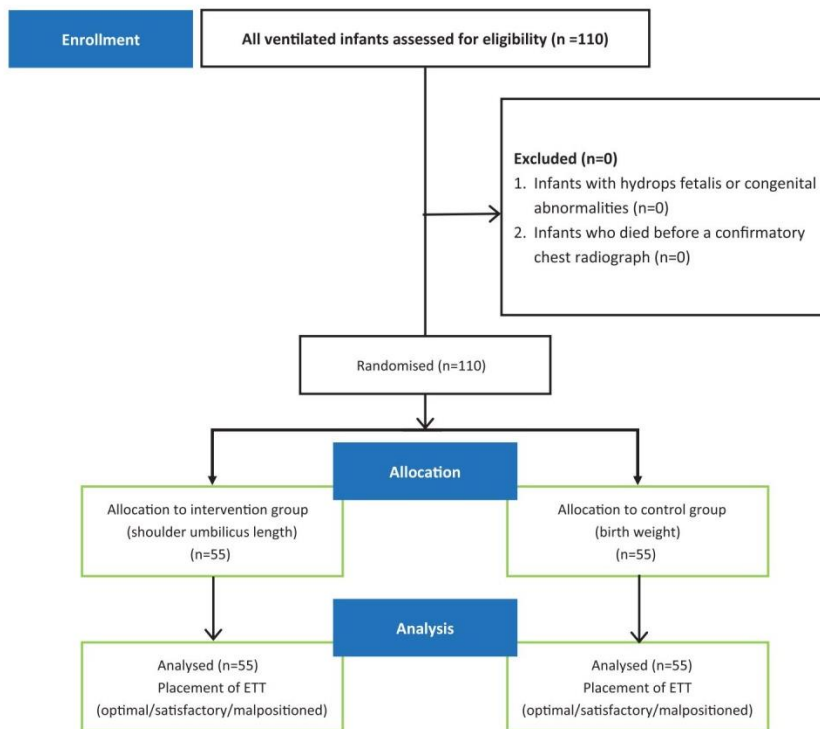 Enrollment
All ventilated infants assessed for eligibility (n =110)
Excluded (n=0)
1. Infants with hydrops fetalis or congenital
abnormalities (n=0)
2. Infants who died before a confirmatory
chest radiograph (n=0)
Randomised (n=110)
Allocation
Allocation to intervention group
(shoulder umbilicus length)
(n=55)
Allocation to control group
(birth weight)
(n=55)
Analysis
Analysed (n=55)
Placement of ETT
(optimal/satisfactory/malpositioned)
Analysed (n=55)
Placement of ETT
(optimal/satisfactory/malpositioned)